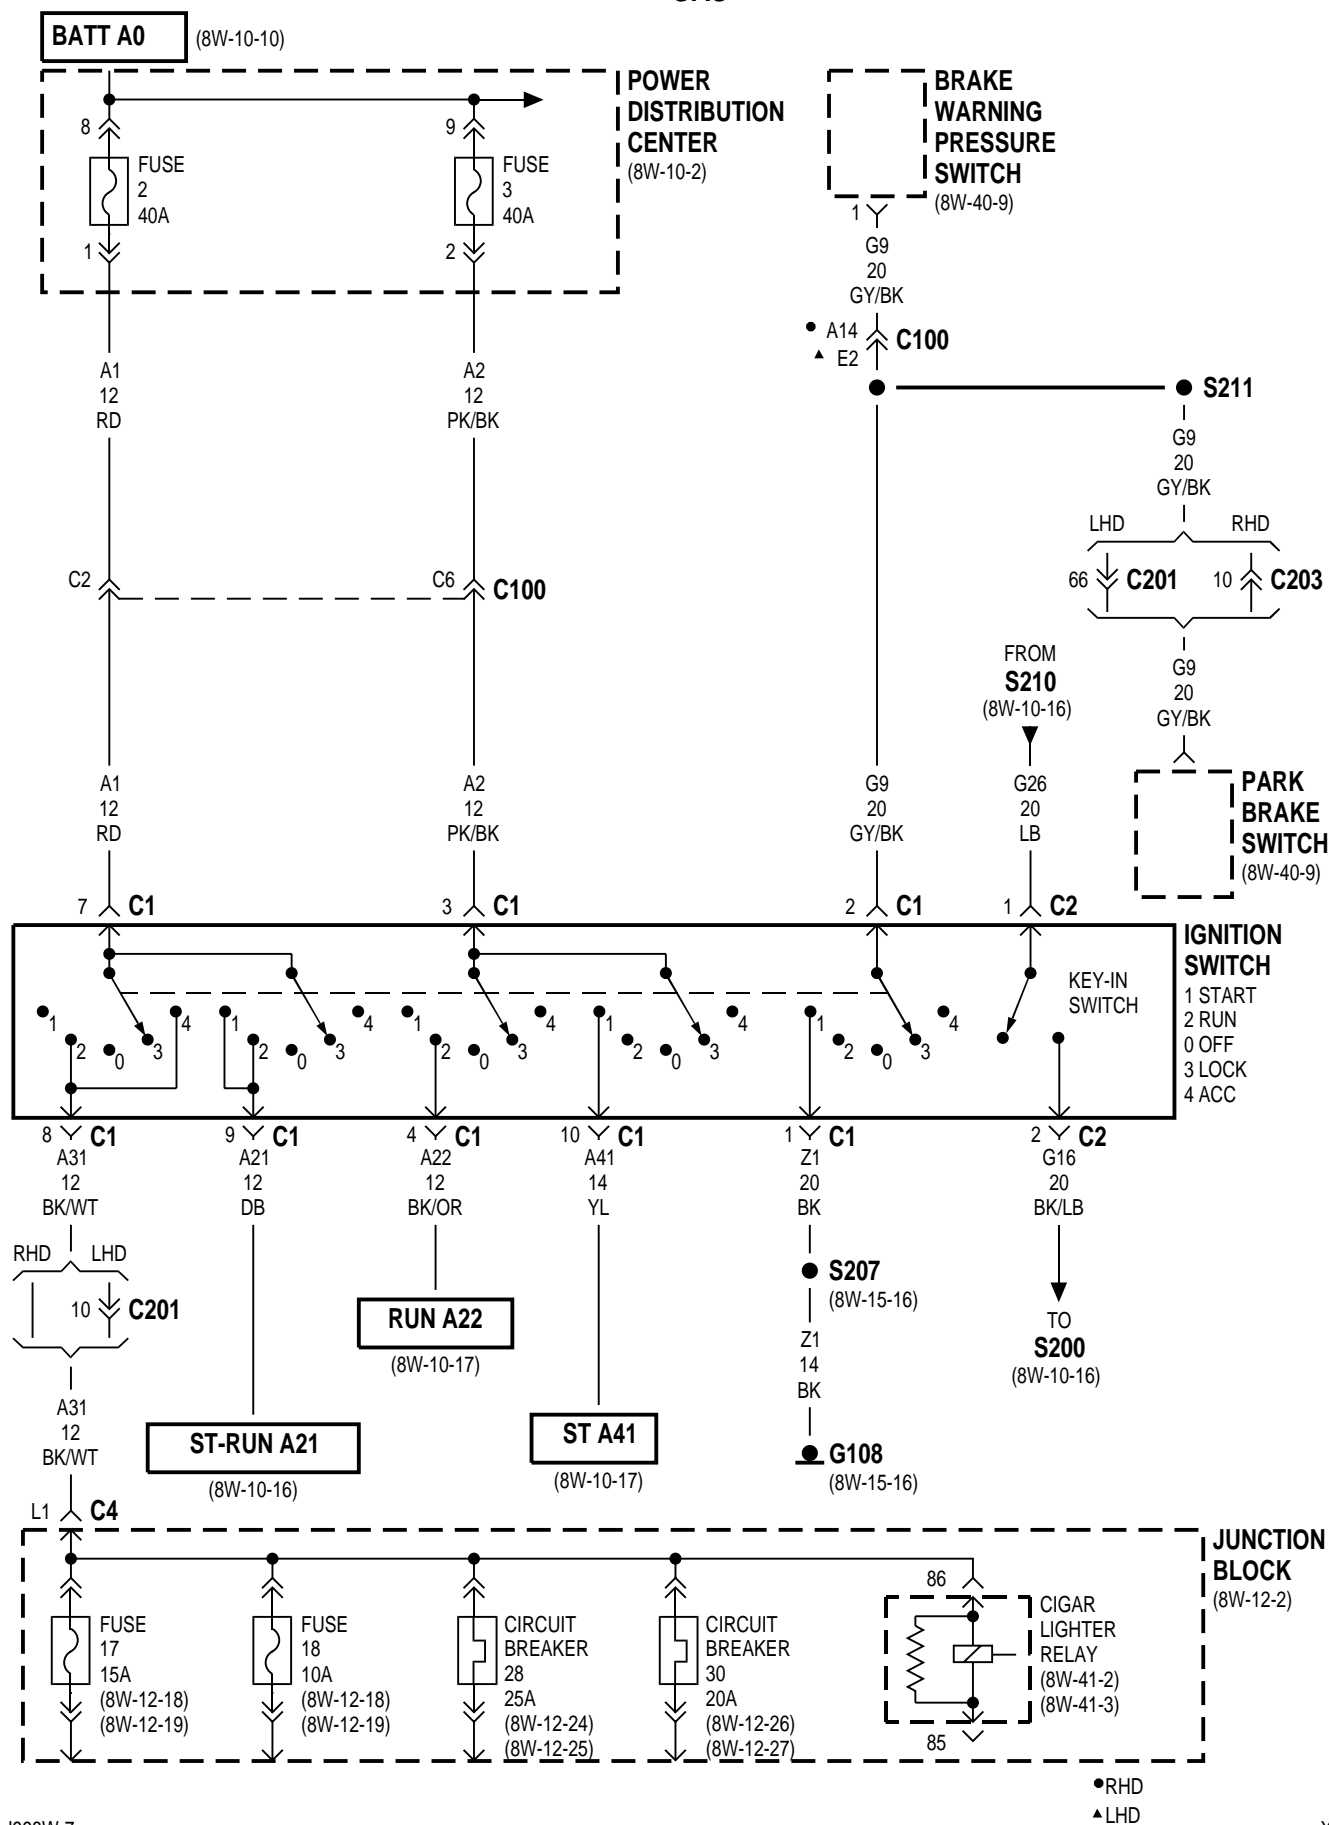 BATT A0 (8W-10-10)
POWER
DISTRIBUTION
CENTER
(8W-10-2)
8
FUSE
2
40A
1
9
FUSE
3
40A
2
BRAKE
WARNING
PRESSURE
SWITCH
(8W-40-9)
1
G9
20
GY/BK
A14
E2
C100
S211
G9
20
GY/BK
LHD RHD
66 C201 10 C203
G9
20
GY/BK
PARK
BRAKE
SWITCH
(8W-40-9)
A1
12
RD
A2
12
PK/BK
C2 C6 C100
FROM
S210
(8W-10-16)
A1
12
RD
A2
12
PK/BK
G9
20
GY/BK
G26
20
LB
7 C1 3 C1 2 C1 1 C2
IGNITION
SWITCH
1 START
2 RUN
0 OFF
3 LOCK
4 ACC
KEY-IN
SWITCH
1 2 0 3 4
1 2 0 3 4
1 2 0 3 4
1 2 0 3 4
1 2 0 3 4
8 C1 9 C1 4 C1 10 C1 1 C1 2 C2
A31
12
BK/WT
A21
12
DB
A22
12
BK/OR
A41
14
YL
Z1
20
BK
G16
20
BK/LB
RHD LHD
10 C201
RUN A22
(8W-10-17)
S207
(8W-15-16)
TO
S200
(8W-10-16)
Z1
14
BK
A31
12
BK/WT
ST-RUN A21
(8W-10-16)
ST A41
(8W-10-17)
G108
(8W-15-16)
L1 C4
JUNCTION
BLOCK
(8W-12-2)
FUSE
17
15A
(8W-12-18)
(8W-12-19)
FUSE
18
10A
(8W-12-18)
(8W-12-19)
CIRCUIT
BREAKER
28
25A
(8W-12-24)
(8W-12-25)
CIRCUIT
BREAKER
30
20A
(8W-12-26)
(8W-12-27)
86
CIGAR
LIGHTER
RELAY
(8W-41-2)
(8W-41-3)
85
●RHD
▲LHD